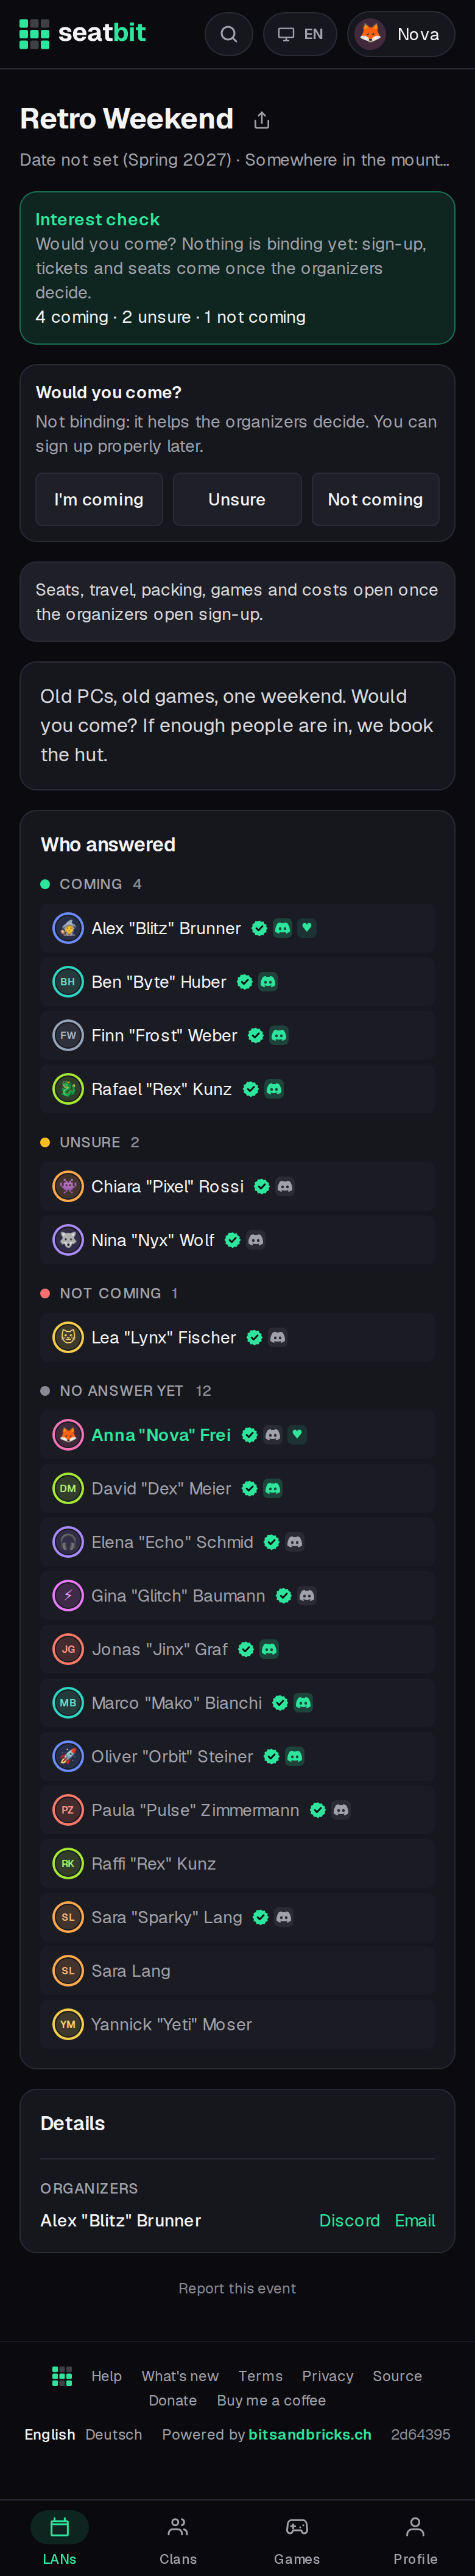 seatbit
EN
Nova
Retro Weekend
Date not set (Spring 2027) · Somewhere in the mount…
Interest check
Would you come? Nothing is binding yet: sign-up,
tickets and seats come once the organizers
decide.
4 coming · 2 unsure · 1 not coming
Would you come?
Not binding: it helps the organizers decide. You can
sign up properly later.
I'm coming
Unsure
Not coming
Seats, travel, packing, games and costs open once
the organizers open sign-up.
Old PCs, old games, one weekend. Would
you come? If enough people are in, we book
the hut.
Who answered
COMING 4
Alex "Blitz" Brunner
BH Ben "Byte" Huber
FW Finn "Frost" Weber
Rafael "Rex" Kunz
UNSURE 2
Chiara "Pixel" Rossi
Nina "Nyx" Wolf
NOT COMING 1
Lea "Lynx" Fischer
NO ANSWER YET 12
Anna "Nova" Frei
DM David "Dex" Meier
Elena "Echo" Schmid
Gina "Glitch" Baumann
JG Jonas "Jinx" Graf
MB Marco "Mako" Bianchi
Oliver "Orbit" Steiner
PZ Paula "Pulse" Zimmermann
RK Raffi "Rex" Kunz
SL Sara "Sparky" Lang
SL Sara Lang
YM Yannick "Yeti" Moser
Details
ORGANIZERS
Alex "Blitz" Brunner Discord Email
Report this event
Help What's new Terms Privacy Source
Donate Buy me a coffee
English Deutsch Powered by bitsandbricks.ch 2d64395
LANs Clans Games Profile